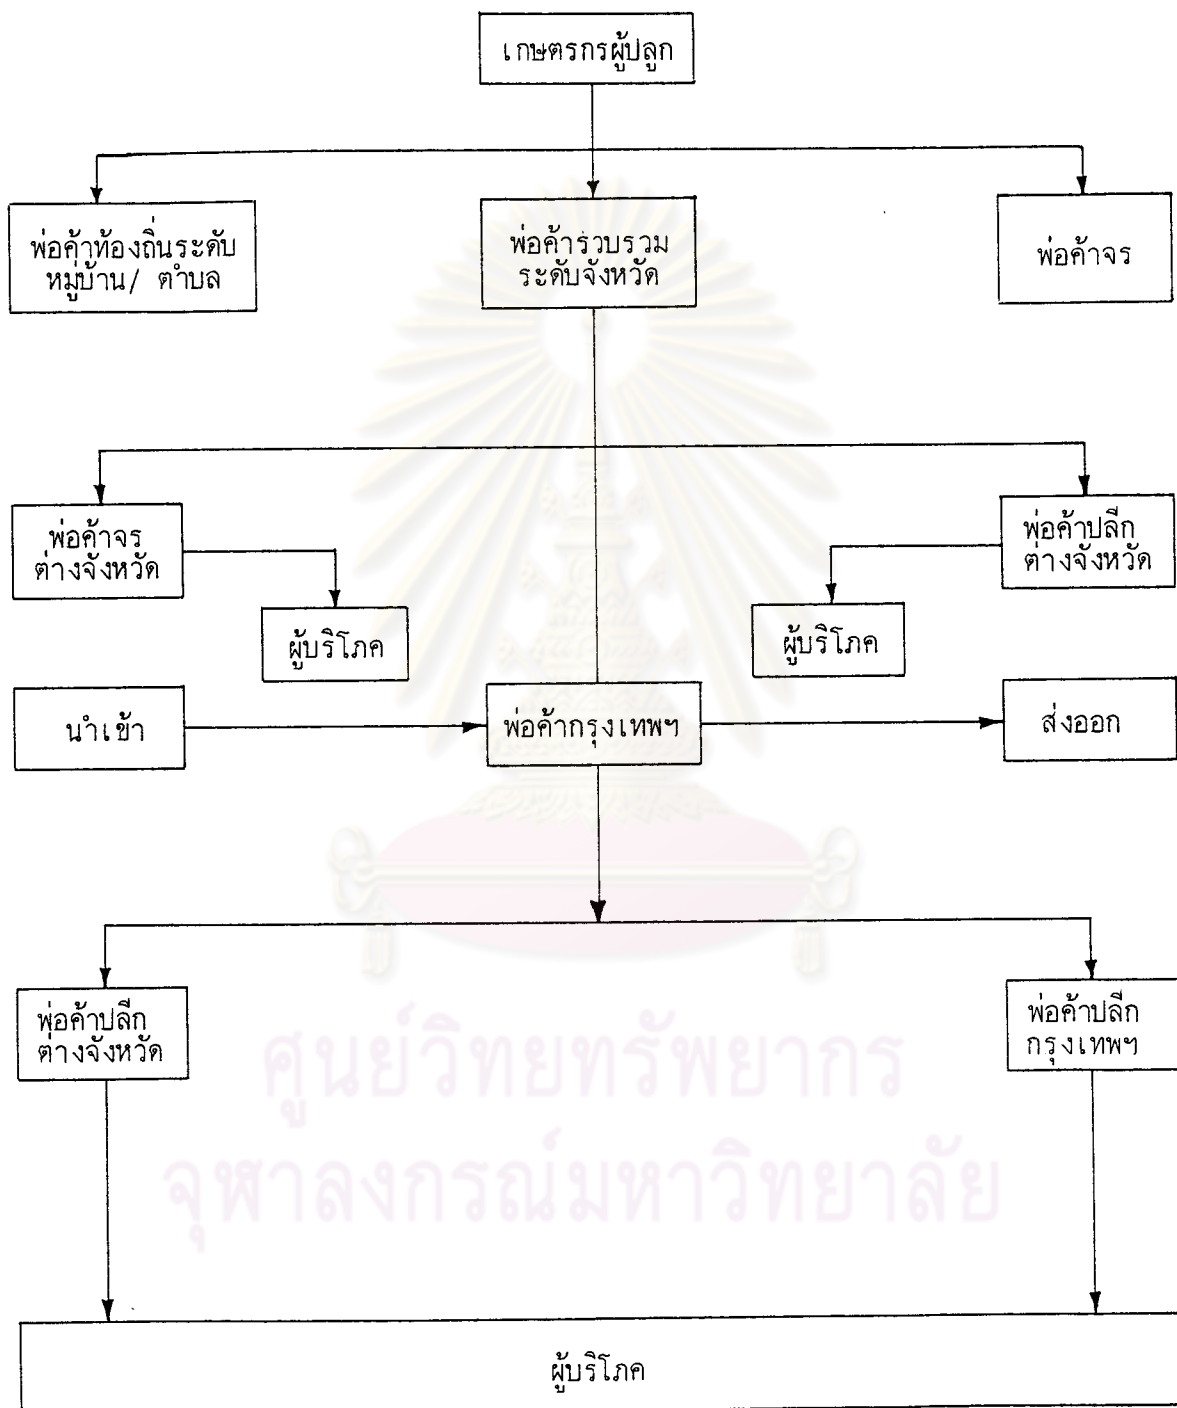 เกษตรกรผู้ปลูก
พ่อค้าท้องถิ่นระดับ
หมู่บ้าน/ ตำบล
พ่อค้ารวบรวม
ระดับจังหวัด
พ่อค้าจร
พ่อค้าจร
ต่างจังหวัด
พ่อค้าปลีก
ต่างจังหวัด
ผู้บริโภค
ผู้บริโภค
นำเข้า
พ่อค้ากรุงเทพฯ
ส่งออก
พ่อค้าปลีก
ต่างจังหวัด
พ่อค้าปลีก
กรุงเทพฯ
ศูนย์วิทยทรัพยากร
จุฬาลงกรณ์มหาวิทยาลัย
ผู้บริโภค